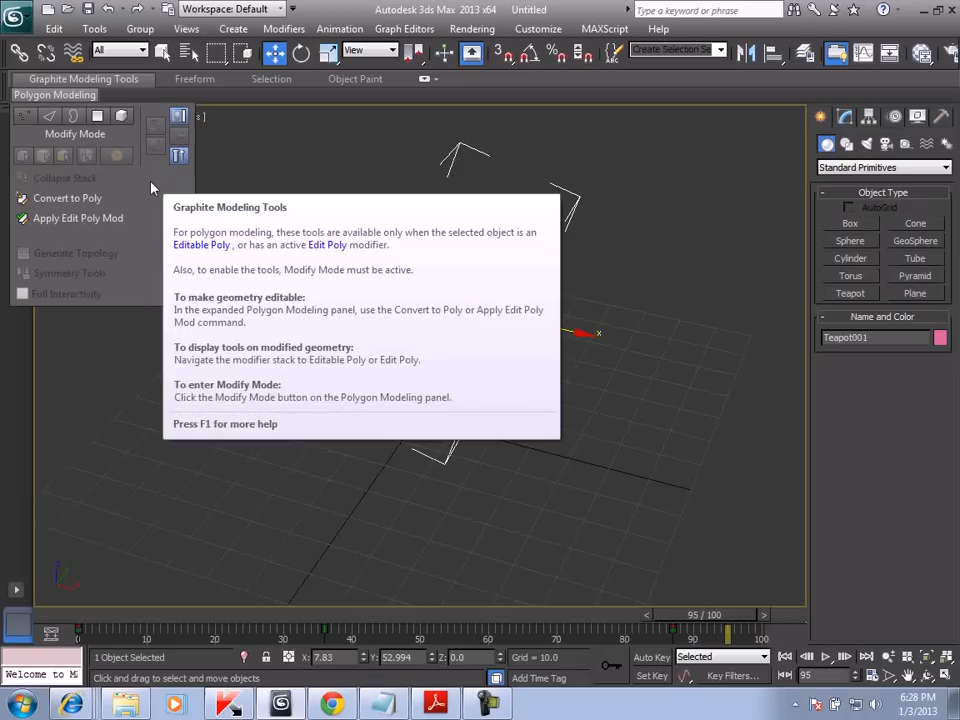 Workspace: Default
Autodesk 3ds Max 2013 x64
Untitled
Type a keyword or phrase
Edit
Tools
Group
Views
Create
Modifiers
Animation
Graph Editors
Rendering
Customize
MAXScript
Help
All
View
3
Create Selection Se
Graphite Modeling Tools
Freeform
Selection
Object Paint
Polygon Modeling
s ]
Modify Mode
Collapse Stack
Convert to Poly
Apply Edit Poly Mod
Generate Topology
Symmetry Tools
Full Interactivity
Graphite Modeling Tools
For polygon modeling, these tools are available only when the selected object is an
Editable Poly , or has an active Edit Poly modifier.
Also, to enable the tools, Modify Mode must be active.
To make geometry editable:
In the expanded Polygon Modeling panel, use the Convert to Poly or Apply Edit Poly
Mod command.
To display tools on modified geometry:
Navigate the modifier stack to Editable Poly or Edit Poly.
To enter Modify Mode:
Click the Modify Mode button on the Polygon Modeling panel.
Press F1 for more help
x
Standard Primitives
Object Type
AutoGrid
Box
Cone
Sphere
GeoSphere
Cylinder
Tube
Torus
Pyramid
Teapot
Plane
Name and Color
Teapot001
< 95 / 100 >
0 10 20 30 40 50 60 70 80 90 100
1 Object Selected
X: 7.83
Y: 52.994
Z: 0.0
Grid = 10.0
Auto Key
Selected
Welcome to M
Click and drag to select and move objects
Add Time Tag
Set Key
Key Filters...
95
6:28 PM
1/3/2013